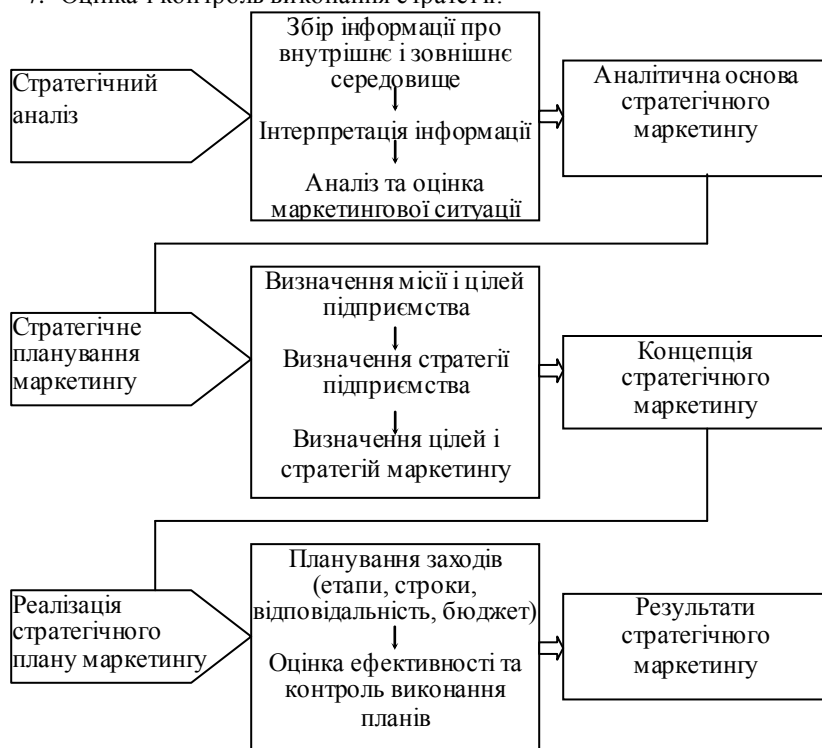 7. Оцінка і контроль виконання стратегії.
Стратегічний
аналіз
Збір інформації про
внутрішнє і зовнішнє
середовище
Інтерпретація інформації
Аналіз та оцінка
маркетингової ситуації
Аналітична основа
стратегічного
маркетингу
Стратегічне
планування
маркетингу
Визначення місії і цілей
підприємства
Визначення стратегії
підприємства
Визначення цілей і
стратегій маркетингу
Концепція
стратегічного
маркетингу
Реалізація
стратегічного
плану маркетингу
Планування заходів
(етапи, строки,
відповідальність, бюджет)
Оцінка ефективності та
контроль виконання
планів
Результати
стратегічного
маркетингу